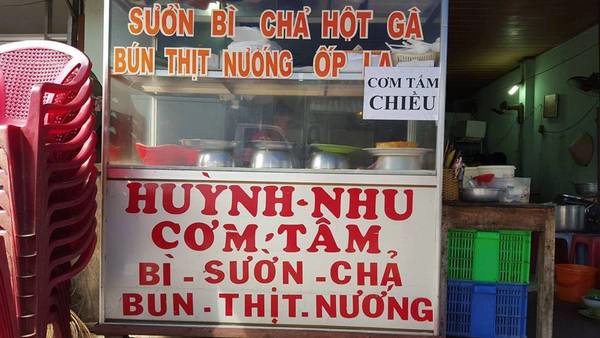 SƯỜN BÌ CHẢ HỘT GÀ
BÚN THỊT NƯỚNG ỐP LA
CƠM TẤM
CHIỀU
HUỲNH-NHU
CƠM-TẤM
BÌ - SƯỜN - CHẢ
BUN - THỊT - NƯỚNG